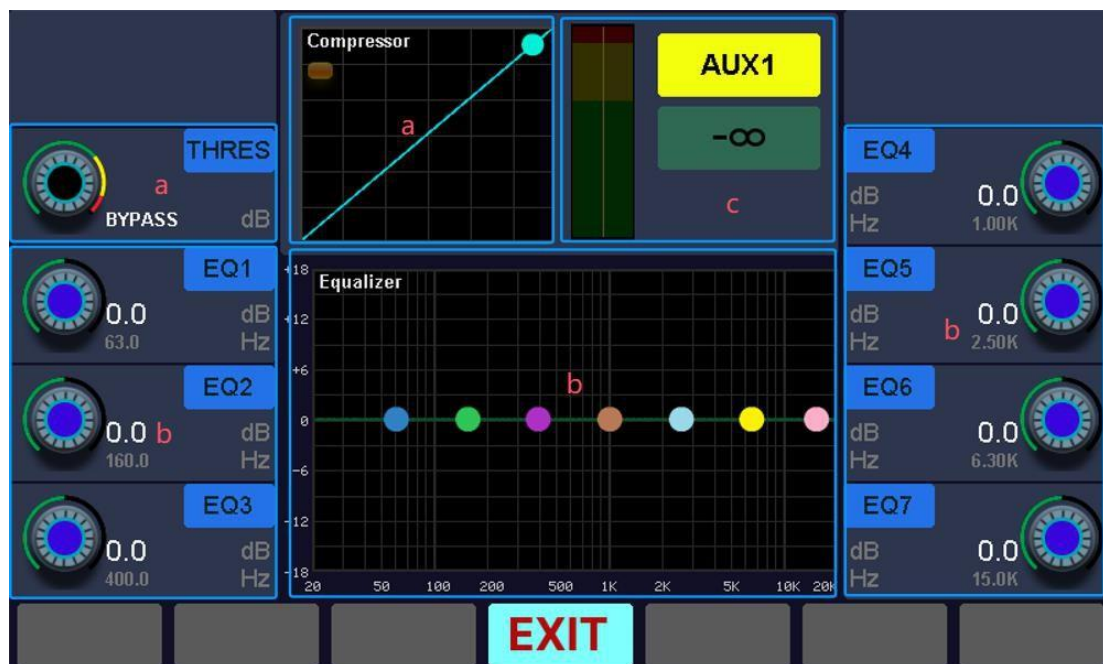 Compressor
a
AUX1
-∞
c
THRES
a
BYPASS dB
EQ1
0.0 dB
63.0 Hz
EQ2
0.0 b dB
160.0 Hz
EQ3
0.0 dB
400.0 Hz
Equalizer
+18
+12
+6
0
-6
-12
-18
b
20 50 100 200 500 1K 2K 5K 10K 20K
EQ4
dB 0.0
Hz 1.00K
EQ5
dB 0.0
Hz b 2.50K
EQ6
dB 0.0
Hz 6.30K
EQ7
dB 0.0
Hz 15.0K
EXIT